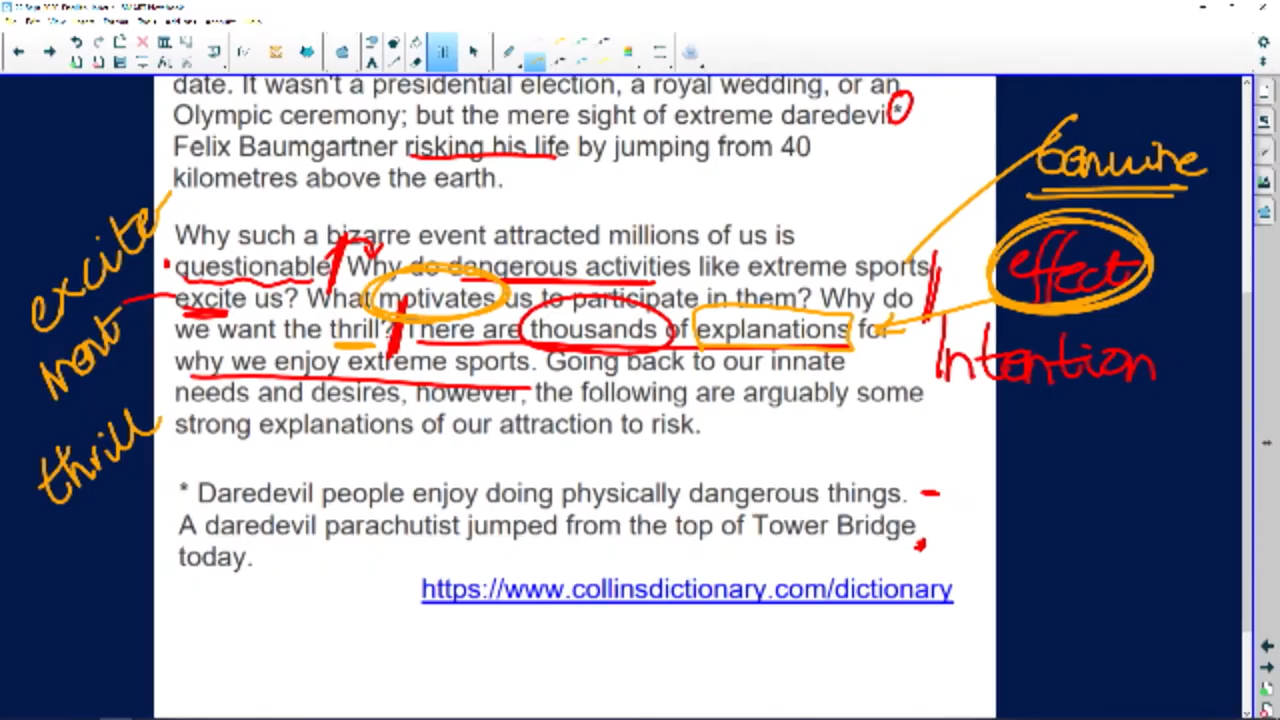 date. It wasn't a presidential election, a royal wedding, or an
Olympic ceremony; but the mere sight of extreme daredevil*
Felix Baumgartner risking his life by jumping from 40
kilometres above the earth.
Why such a bizarre event attracted millions of us is
questionable. Why do dangerous activities like extreme sports
excite us? What motivates us to participate in them? Why do
we want the thrill? There are thousands of explanations for
why we enjoy extreme sports. Going back to our innate
needs and desires, however, the following are arguably some
strong explanations of our attraction to risk.
* Daredevil people enjoy doing physically dangerous things.
A daredevil parachutist jumped from the top of Tower Bridge
today.
https://www.collinsdictionary.com/dictionary
excite
thrill
Genuine
effect
Intention